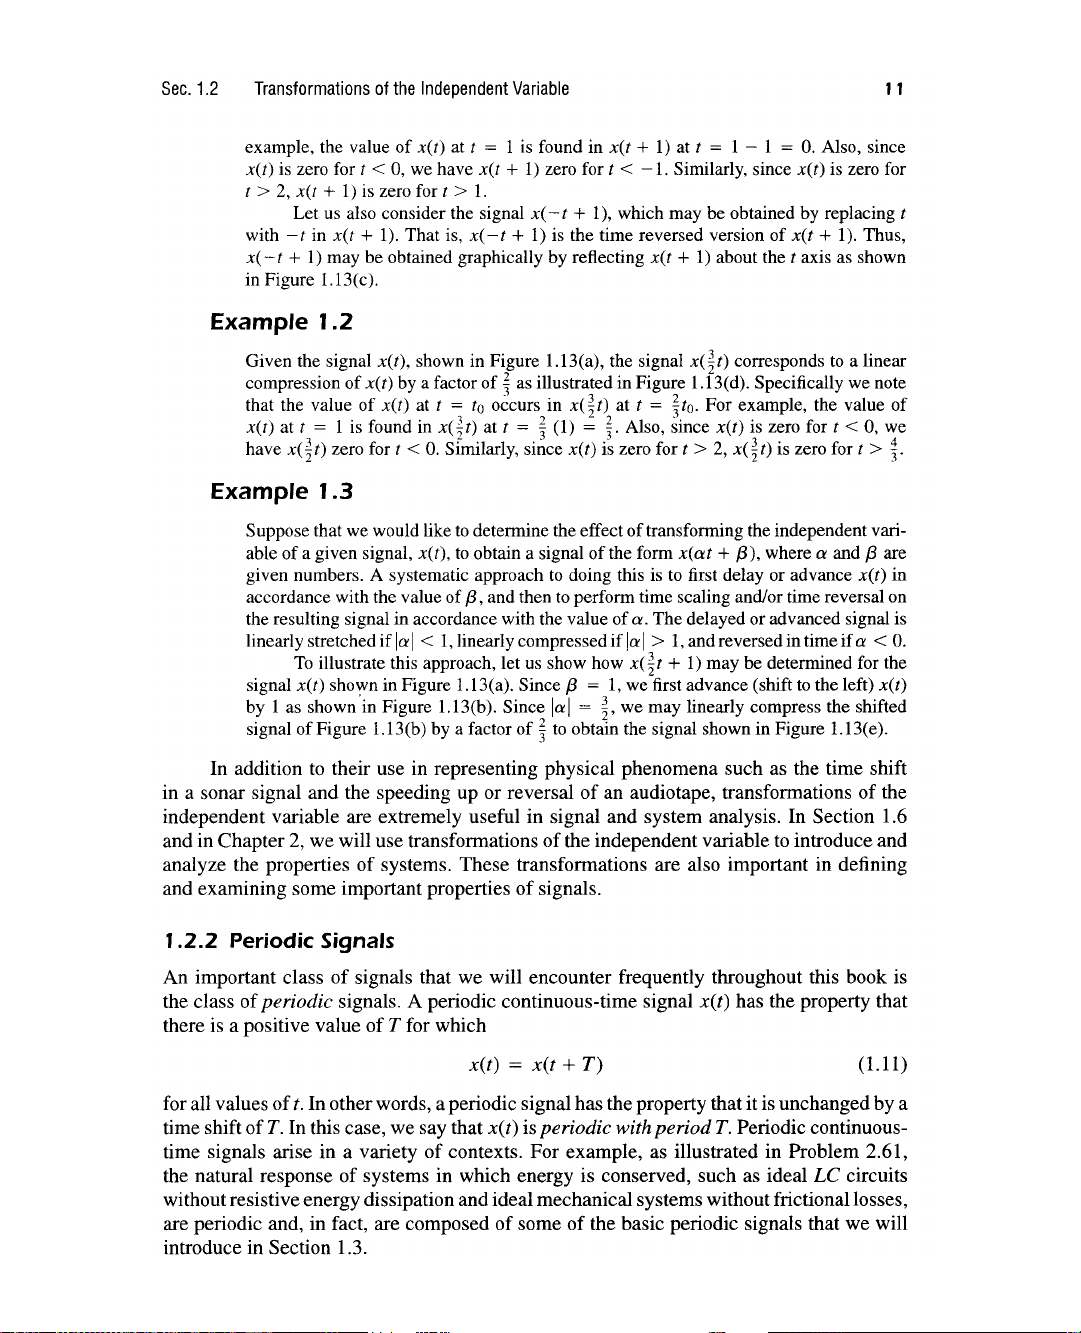 Sec. 1.2 Transformations of the Independent Variable 11
example, the value of x(t) at t = 1 is found in x(t + 1) at t = 1 − 1 = 0. Also, since
x(t) is zero for t < 0, we have x(t + 1) zero for t < −1. Similarly, since x(t) is zero for
t > 2, x(t + 1) is zero for t > 1.
Let us also consider the signal x(−t + 1), which may be obtained by replacing t
with −t in x(t + 1). That is, x(−t + 1) is the time reversed version of x(t + 1). Thus,
x(−t + 1) may be obtained graphically by reflecting x(t + 1) about the t axis as shown
in Figure 1.13(c).
Example 1.2
Given the signal x(t), shown in Figure 1.13(a), the signal x(3/2 t) corresponds to a linear
compression of x(t) by a factor of 2/3 as illustrated in Figure 1.13(d). Specifically we note
that the value of x(t) at t = t₀ occurs in x(3/2 t) at t = 2/3 t₀. For example, the value of
x(t) at t = 1 is found in x(3/2 t) at t = 2/3 (1) = 2/3. Also, since x(t) is zero for t < 0, we
have x(3/2 t) zero for t < 0. Similarly, since x(t) is zero for t > 2, x(3/2 t) is zero for t > 4/3.
Example 1.3
Suppose that we would like to determine the effect of transforming the independent vari-
able of a given signal, x(t), to obtain a signal of the form x(αt + β), where α and β are
given numbers. A systematic approach to doing this is to first delay or advance x(t) in
accordance with the value of β, and then to perform time scaling and/or time reversal on
the resulting signal in accordance with the value of α. The delayed or advanced signal is
linearly stretched if |α| < 1, linearly compressed if |α| > 1, and reversed in time if α < 0.
To illustrate this approach, let us show how x(3/2 t + 1) may be determined for the
signal x(t) shown in Figure 1.13(a). Since β = 1, we first advance (shift to the left) x(t)
by 1 as shown in Figure 1.13(b). Since |α| = 3/2, we may linearly compress the shifted
signal of Figure 1.13(b) by a factor of 2/3 to obtain the signal shown in Figure 1.13(e).
In addition to their use in representing physical phenomena such as the time shift
in a sonar signal and the speeding up or reversal of an audiotape, transformations of the
independent variable are extremely useful in signal and system analysis. In Section 1.6
and in Chapter 2, we will use transformations of the independent variable to introduce and
analyze the properties of systems. These transformations are also important in defining
and examining some important properties of signals.
1.2.2 Periodic Signals
An important class of signals that we will encounter frequently throughout this book is
the class of periodic signals. A periodic continuous-time signal x(t) has the property that
there is a positive value of T for which
x(t) = x(t + T) (1.11)
for all values of t. In other words, a periodic signal has the property that it is unchanged by a
time shift of T. In this case, we say that x(t) is periodic with period T. Periodic continuous-
time signals arise in a variety of contexts. For example, as illustrated in Problem 2.61,
the natural response of systems in which energy is conserved, such as ideal LC circuits
without resistive energy dissipation and ideal mechanical systems without frictional losses,
are periodic and, in fact, are composed of some of the basic periodic signals that we will
introduce in Section 1.3.